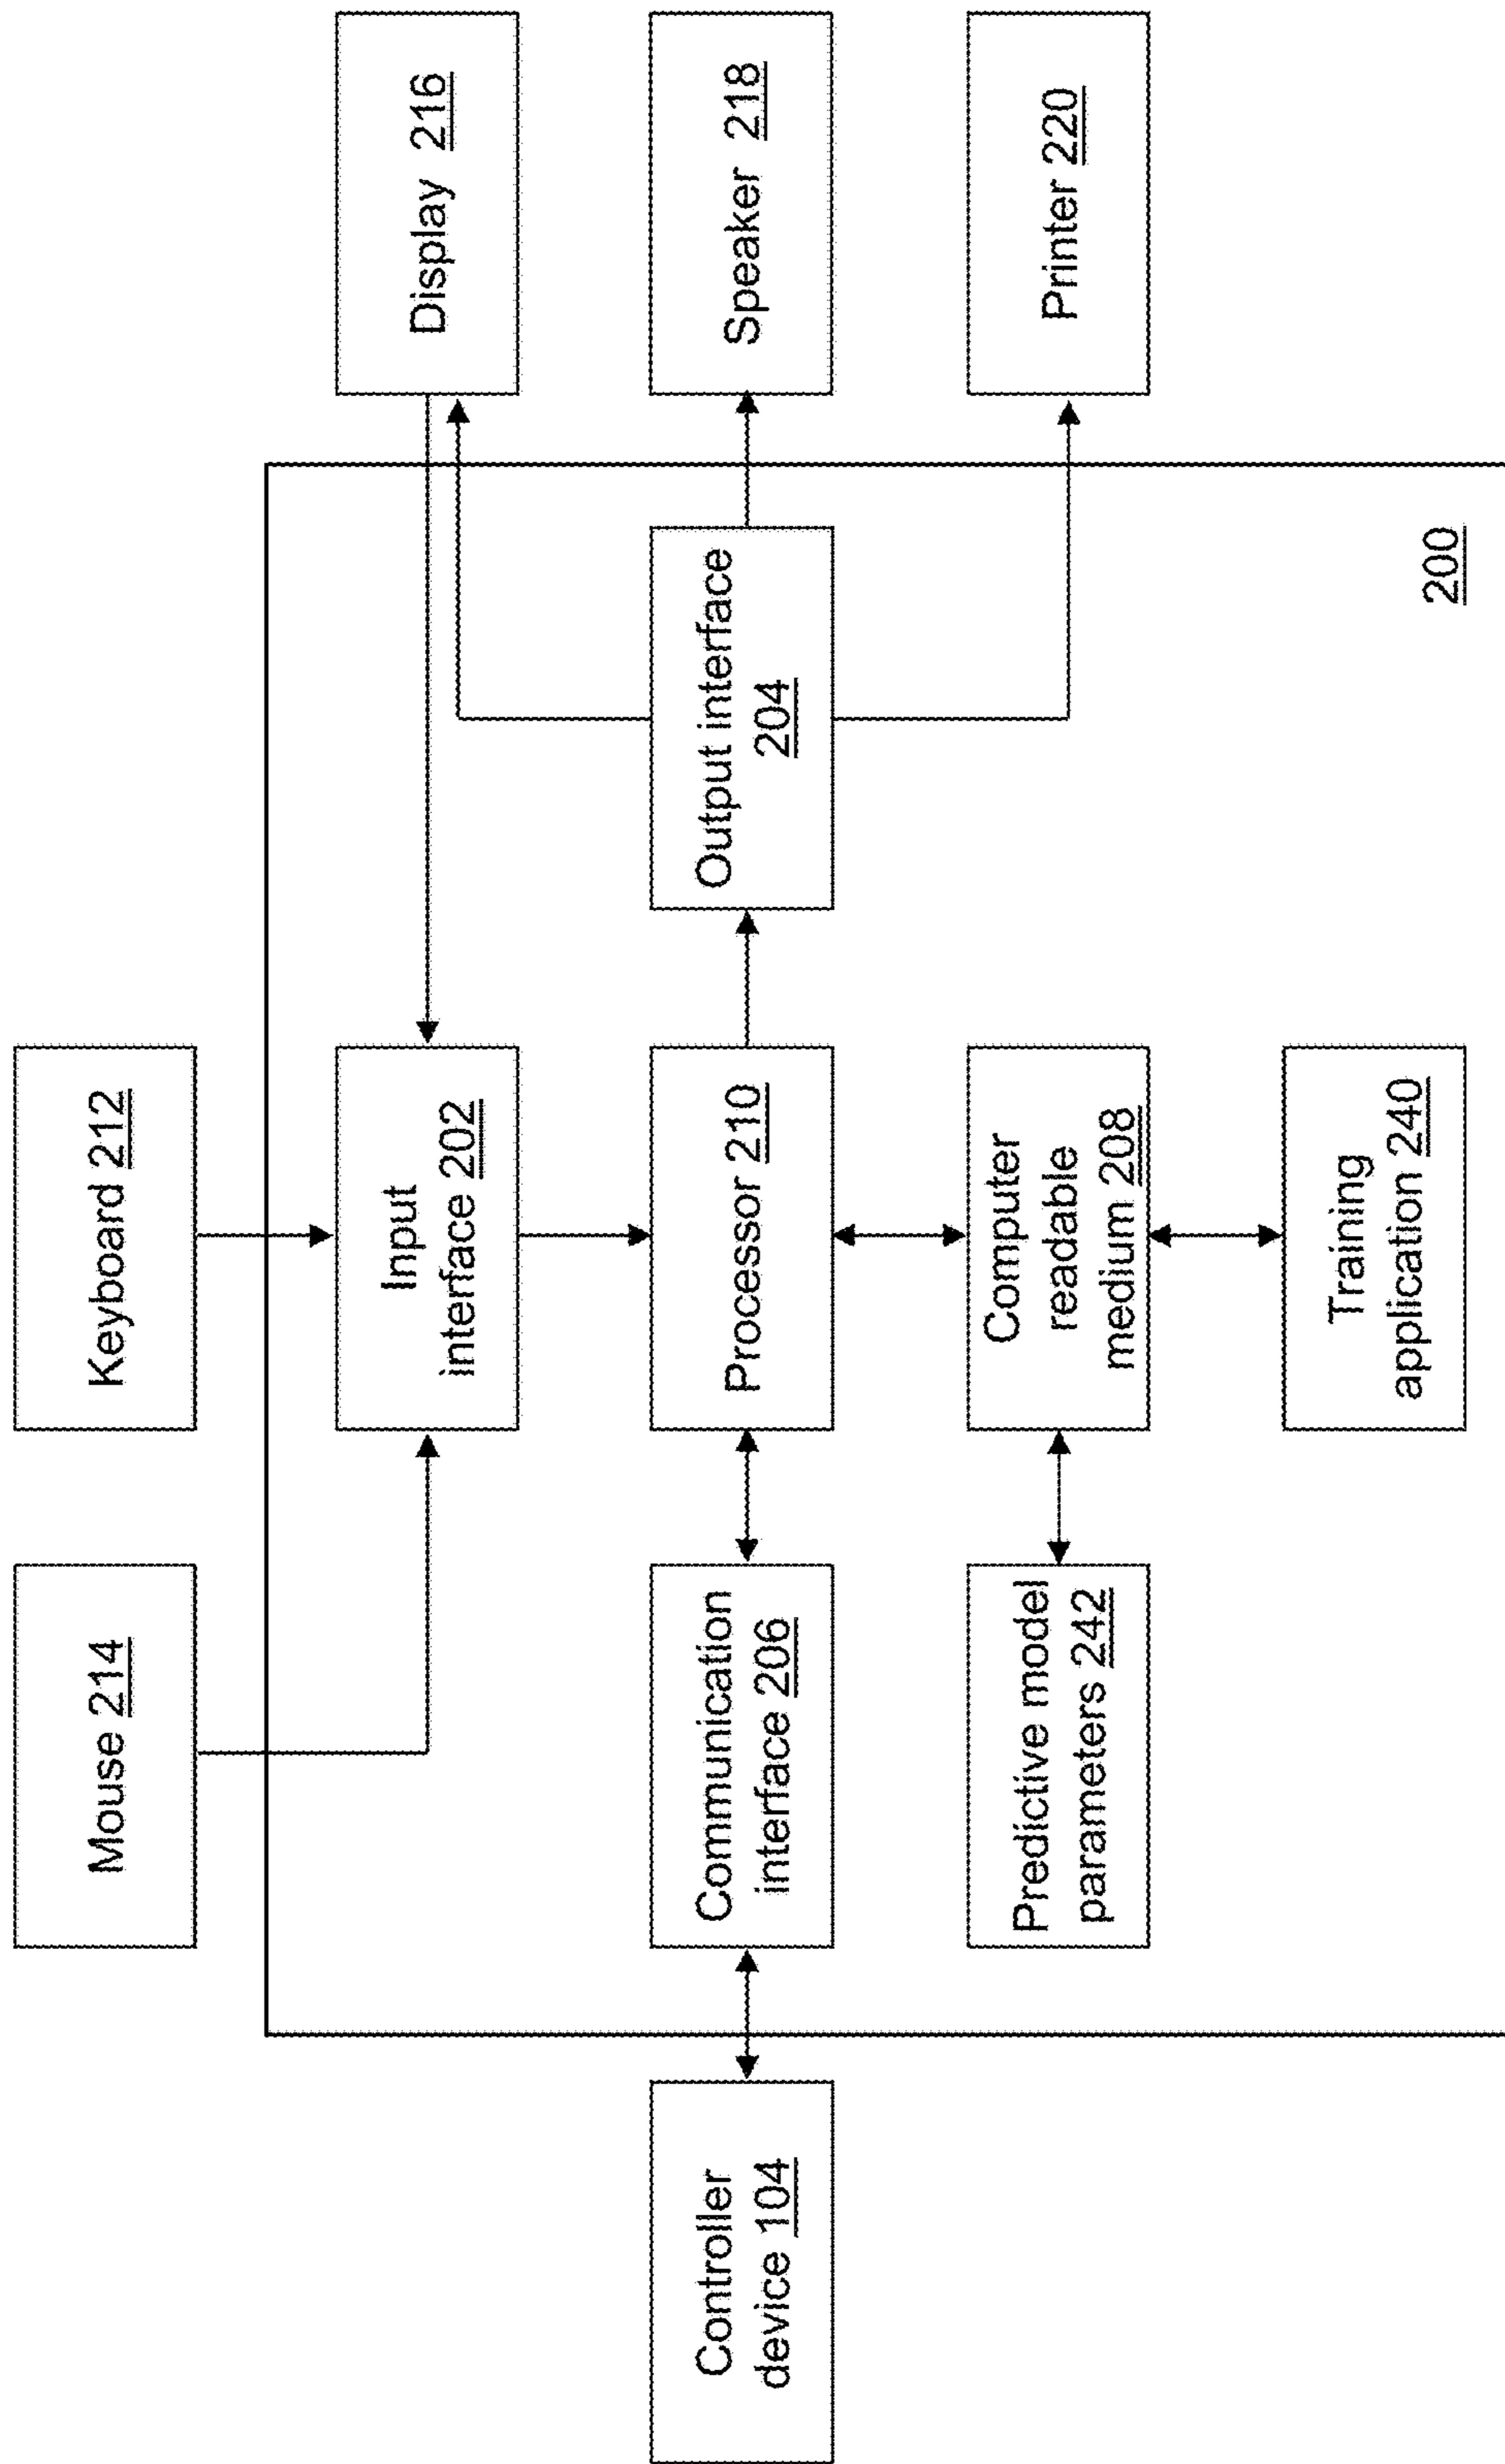 Mouse 214
Keyboard 212
Input
interface 202
Display 216
Controller
device 104
Communication
interface 206
Processor 210
Output interface
204
Speaker 218
Predictive model
parameters 242
Computer
readable
medium 208
Printer 220
Training
application 240
200